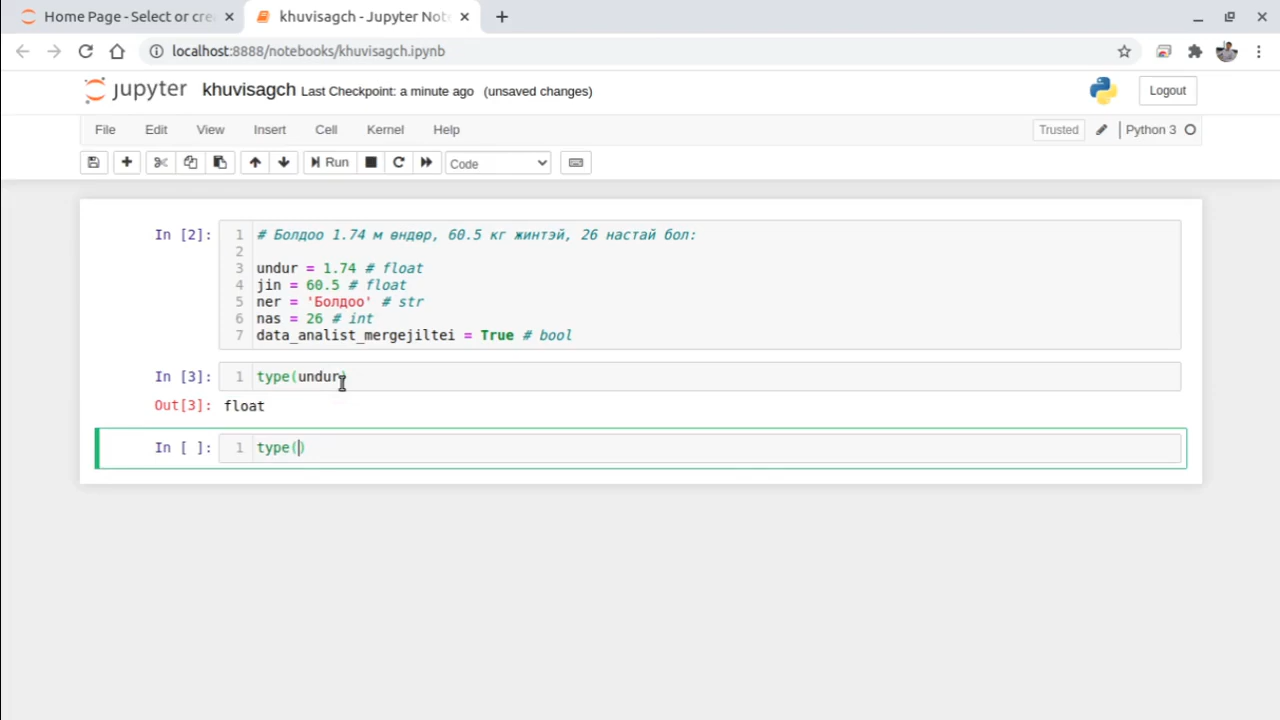 Home Page - Select or cre
khuvisagch - Jupyter Not
localhost:8888/notebooks/khuvisagch.ipynb
jupyter khuvisagch Last Checkpoint: a minute ago (unsaved changes) Logout
File Edit View Insert Cell Kernel Help Trusted Python 3
Run Code
In [2]:
1 # Болдоо 1.74 м өндөр, 60.5 кг жинтэй, 26 настай бол:
2
3 undur = 1.74 # float
4 jin = 60.5 # float
5 ner = 'Болдоо' # str
6 nas = 26 # int
7 data_analist_mergejiltei = True # bool
In [3]: 1 type(undur)
Out[3]: float
In [ ]: 1 type()